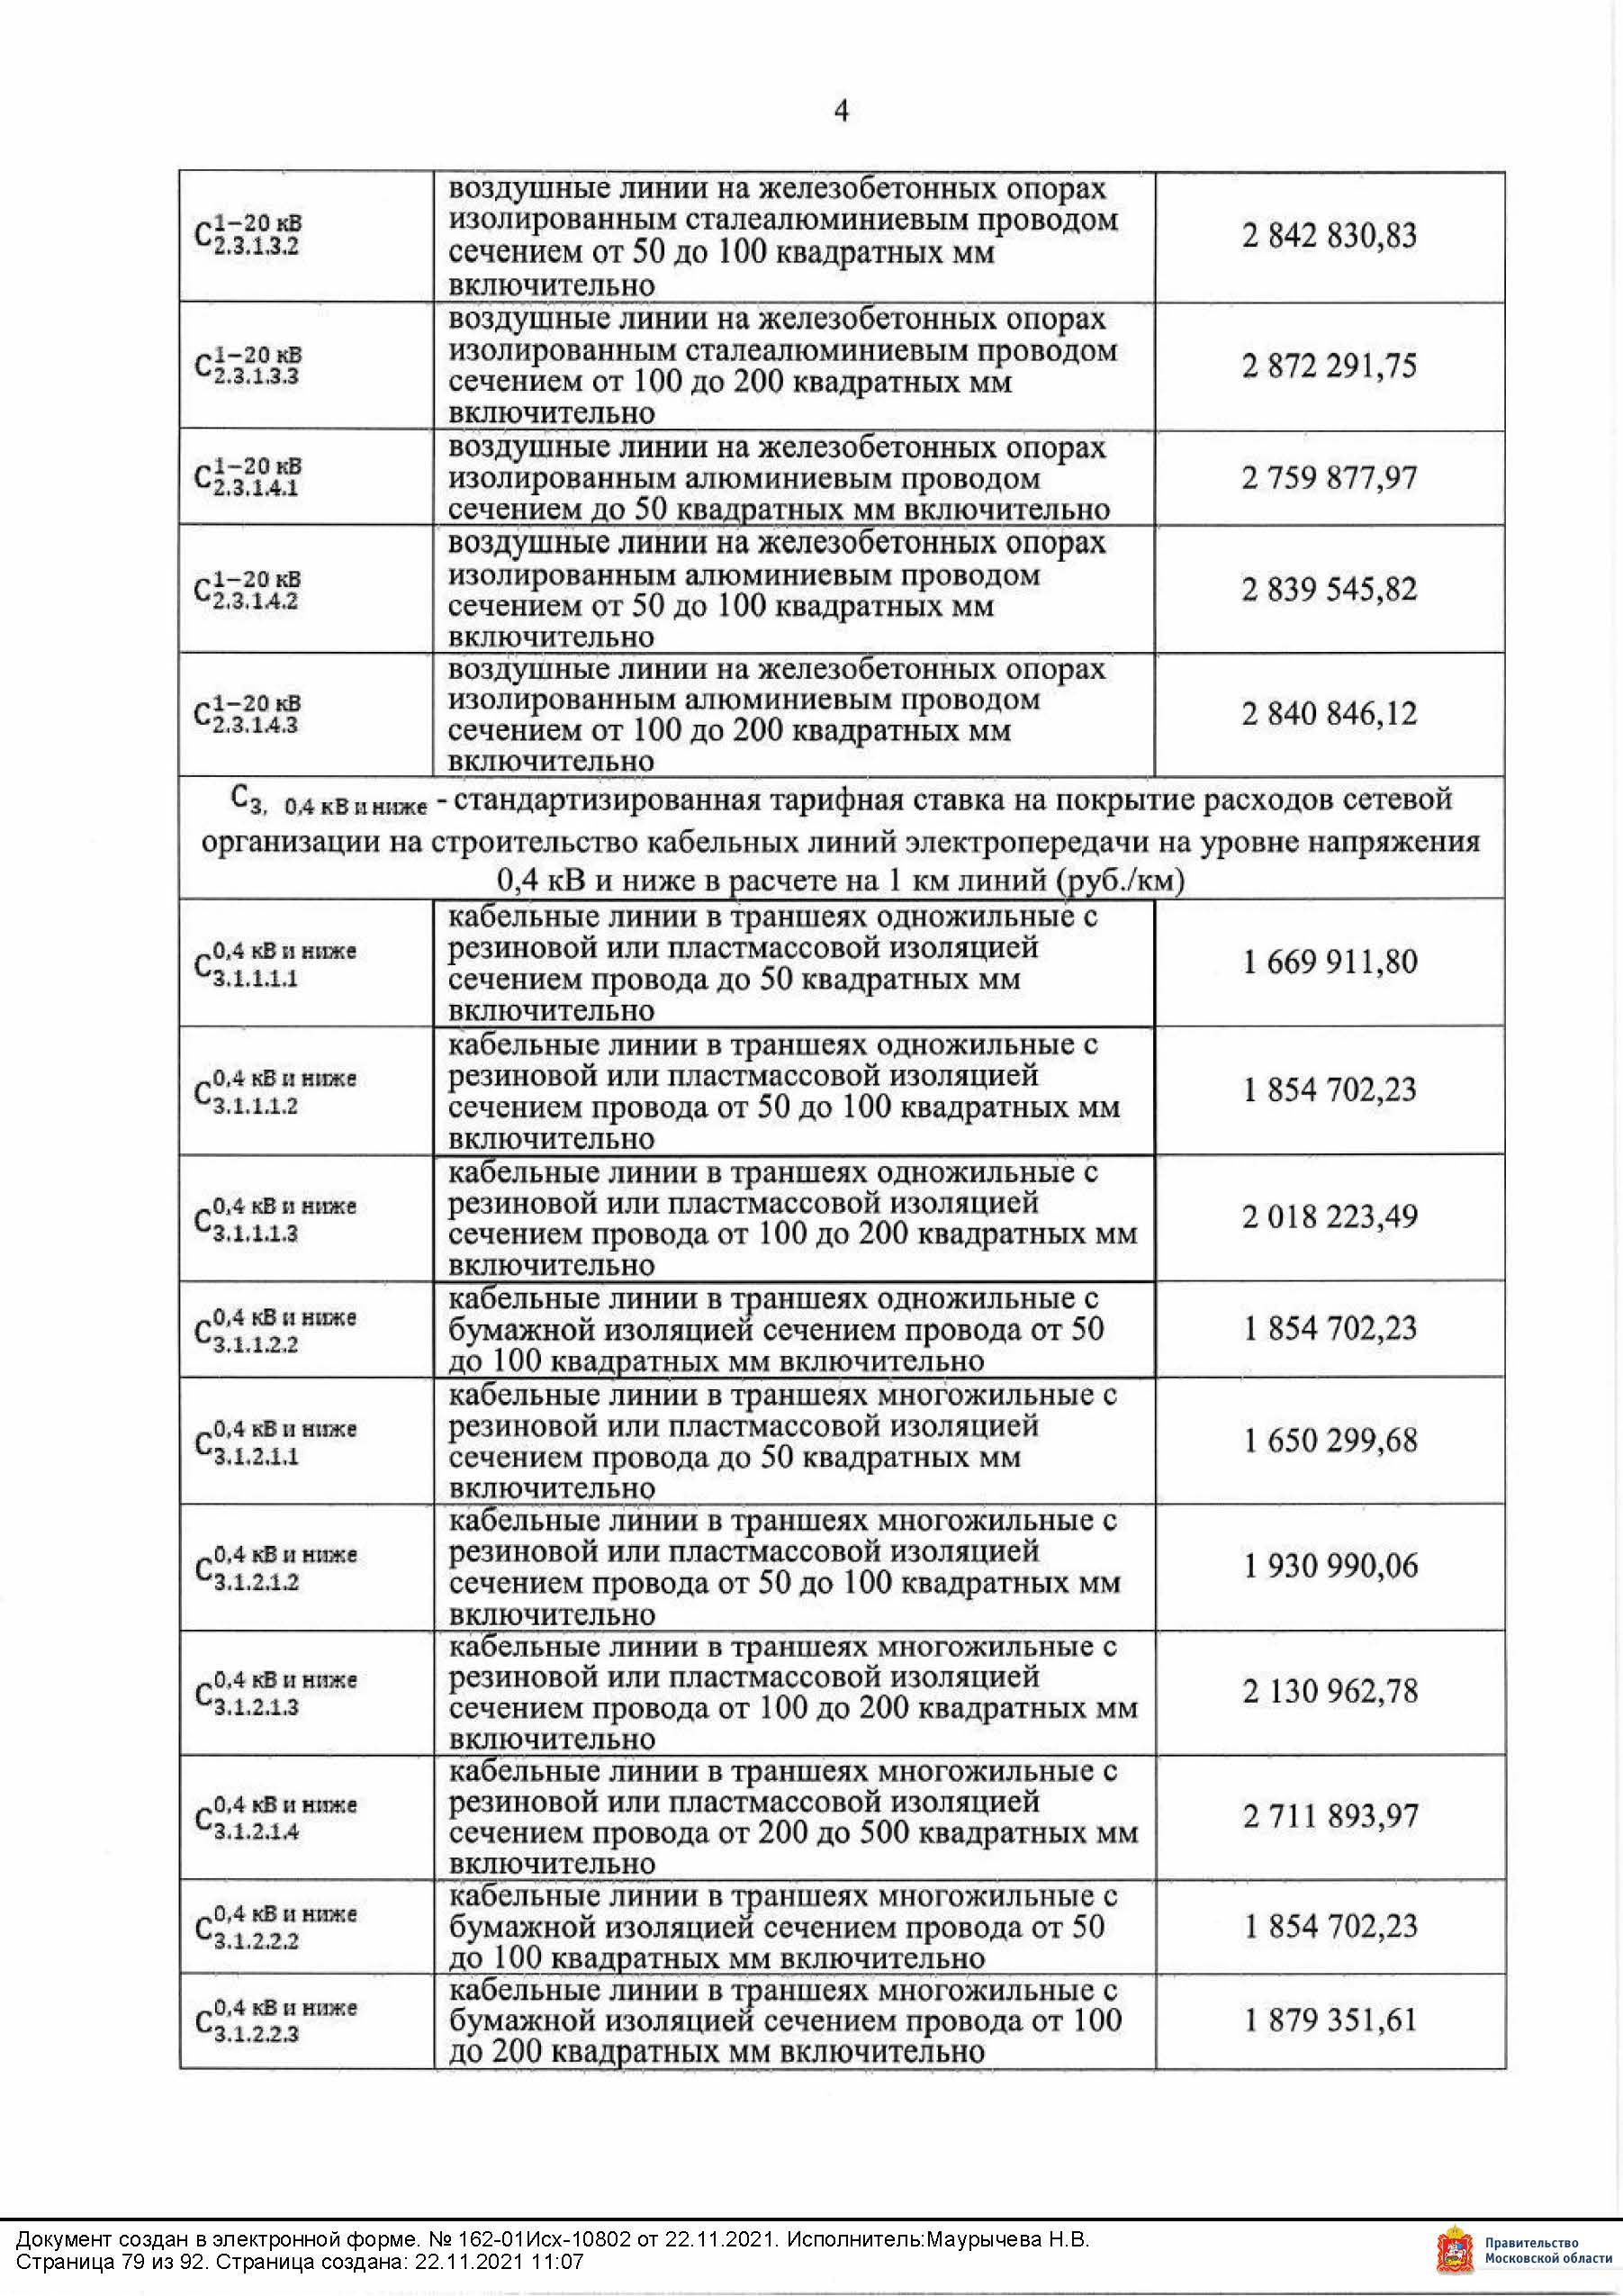 4
C 1–20 кВ 2.3.1.3.2
воздушные линии на железобетонных опорах
изолированным сталеалюминиевым проводом
сечением от 50 до 100 квадратных мм
включительно
2 842 830,83
C 1–20 кВ 2.3.1.3.3
воздушные линии на железобетонных опорах
изолированным сталеалюминиевым проводом
сечением от 100 до 200 квадратных мм
включительно
2 872 291,75
C 1–20 кВ 2.3.1.4.1
воздушные линии на железобетонных опорах
изолированным алюминиевым проводом
сечением до 50 квадратных мм включительно
2 759 877,97
C 1–20 кВ 2.3.1.4.2
воздушные линии на железобетонных опорах
изолированным алюминиевым проводом
сечением от 50 до 100 квадратных мм
включительно
2 839 545,82
C 1–20 кВ 2.3.1.4.3
воздушные линии на железобетонных опорах
изолированным алюминиевым проводом
сечением от 100 до 200 квадратных мм
включительно
2 840 846,12
C3, 0,4 кВ и ниже - стандартизированная тарифная ставка на покрытие расходов сетевой
организации на строительство кабельных линий электропередачи на уровне напряжения
0,4 кВ и ниже в расчете на 1 км линий (руб./км)
C 0,4 кВ и ниже 3.1.1.1.1
кабельные линии в траншеях одножильные с
резиновой или пластмассовой изоляцией
сечением провода до 50 квадратных мм
включительно
1 669 911,80
C 0,4 кВ и ниже 3.1.1.1.2
кабельные линии в траншеях одножильные с
резиновой или пластмассовой изоляцией
сечением провода от 50 до 100 квадратных мм
включительно
1 854 702,23
C 0,4 кВ и ниже 3.1.1.1.3
кабельные линии в траншеях одножильные с
резиновой или пластмассовой изоляцией
сечением провода от 100 до 200 квадратных мм
включительно
2 018 223,49
C 0,4 кВ и ниже 3.1.1.2.2
кабельные линии в траншеях одножильные с
бумажной изоляцией сечением провода от 50
до 100 квадратных мм включительно
1 854 702,23
C 0,4 кВ и ниже 3.1.2.1.1
кабельные линии в траншеях многожильные с
резиновой или пластмассовой изоляцией
сечением провода до 50 квадратных мм
включительно
1 650 299,68
C 0,4 кВ и ниже 3.1.2.1.2
кабельные линии в траншеях многожильные с
резиновой или пластмассовой изоляцией
сечением провода от 50 до 100 квадратных мм
включительно
1 930 990,06
C 0,4 кВ и ниже 3.1.2.1.3
кабельные линии в траншеях многожильные с
резиновой или пластмассовой изоляцией
сечением провода от 100 до 200 квадратных мм
включительно
2 130 962,78
C 0,4 кВ и ниже 3.1.2.1.4
кабельные линии в траншеях многожильные с
резиновой или пластмассовой изоляцией
сечением провода от 200 до 500 квадратных мм
включительно
2 711 893,97
C 0,4 кВ и ниже 3.1.2.2.2
кабельные линии в траншеях многожильные с
бумажной изоляцией сечением провода от 50
до 100 квадратных мм включительно
1 854 702,23
C 0,4 кВ и ниже 3.1.2.2.3
кабельные линии в траншеях многожильные с
бумажной изоляцией сечением провода от 100
до 200 квадратных мм включительно
1 879 351,61
Документ создан в электронной форме. № 162-01Исх-10802 от 22.11.2021. Исполнитель:Маурычева Н.В.
Страница 79 из 92. Страница создана: 22.11.2021 11:07
Правительство
Московской области